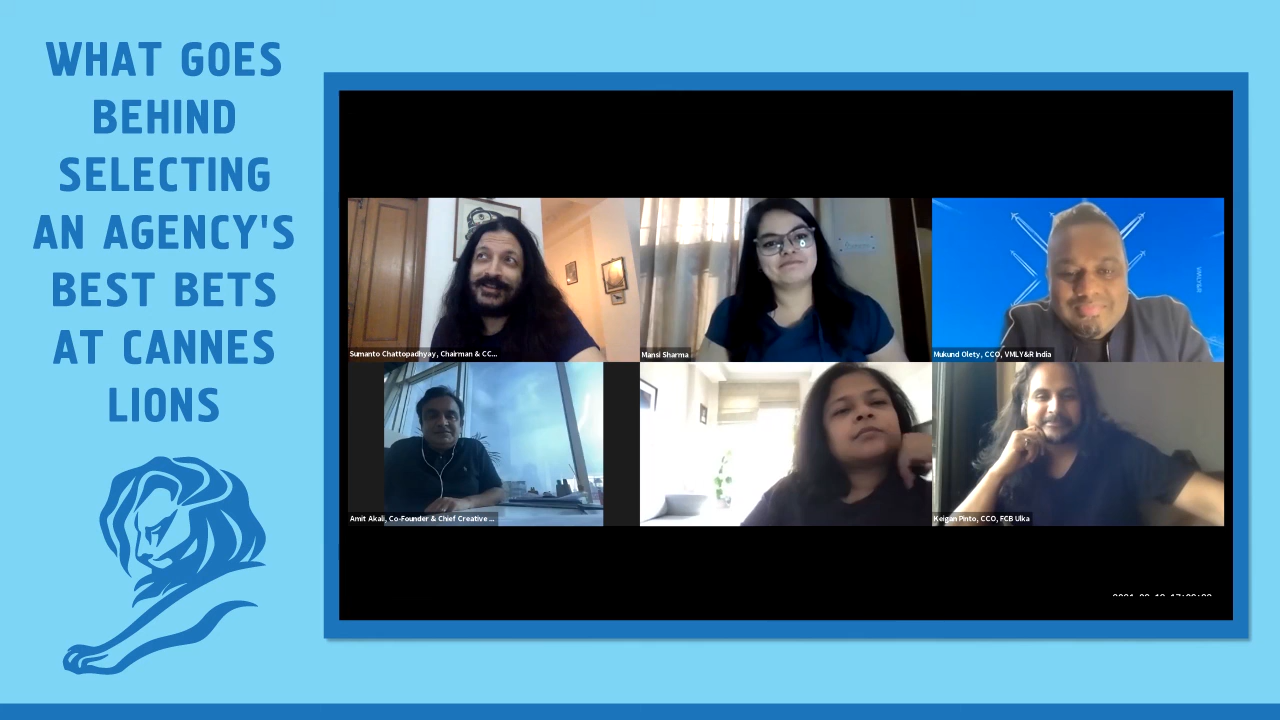 WHAT GOES
BEHIND
SELECTING
AN AGENCY'S
BEST BETS
AT CANNES
LIONS
Sumanto Chattopadhyay, Chairman & CC...
Mansi Sharma
Mukund Olety, CCO, VMLY&R India
VMLY&R
Amit Akali, Co-Founder & Chief Creative ...
Keigan Pinto, CCO, FCB Ulka